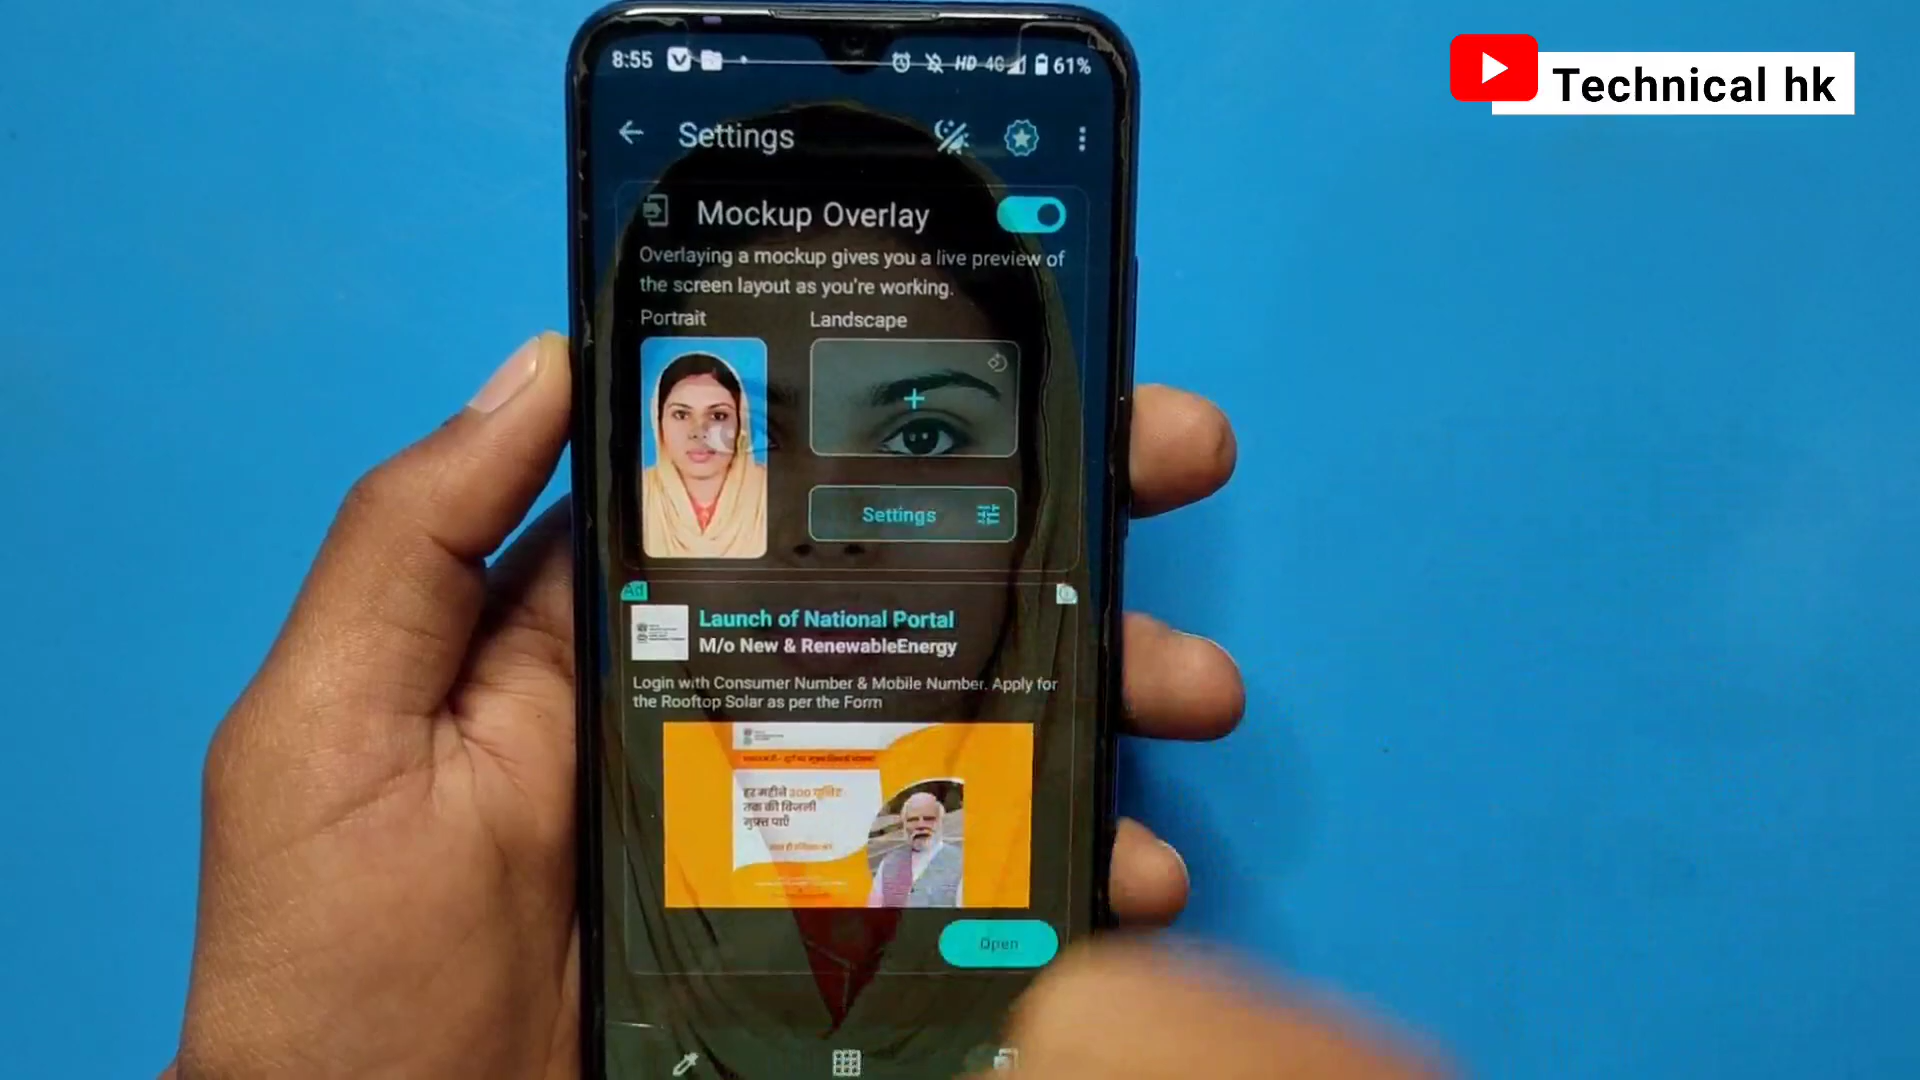 Technical hk
8:55
HD 4G 61%
Settings
Mockup Overlay
Overlaying a mockup gives you a live preview of
the screen layout as you're working.
Portrait
Landscape
Settings
Ad
Launch of National Portal
M/o New & RenewableEnergy
Login with Consumer Number & Mobile Number. Apply for
the Rooftop Solar as per the Form
हर महीने 300 यूनिट
तक की बिजली
मुफ्त पाएँ
Open